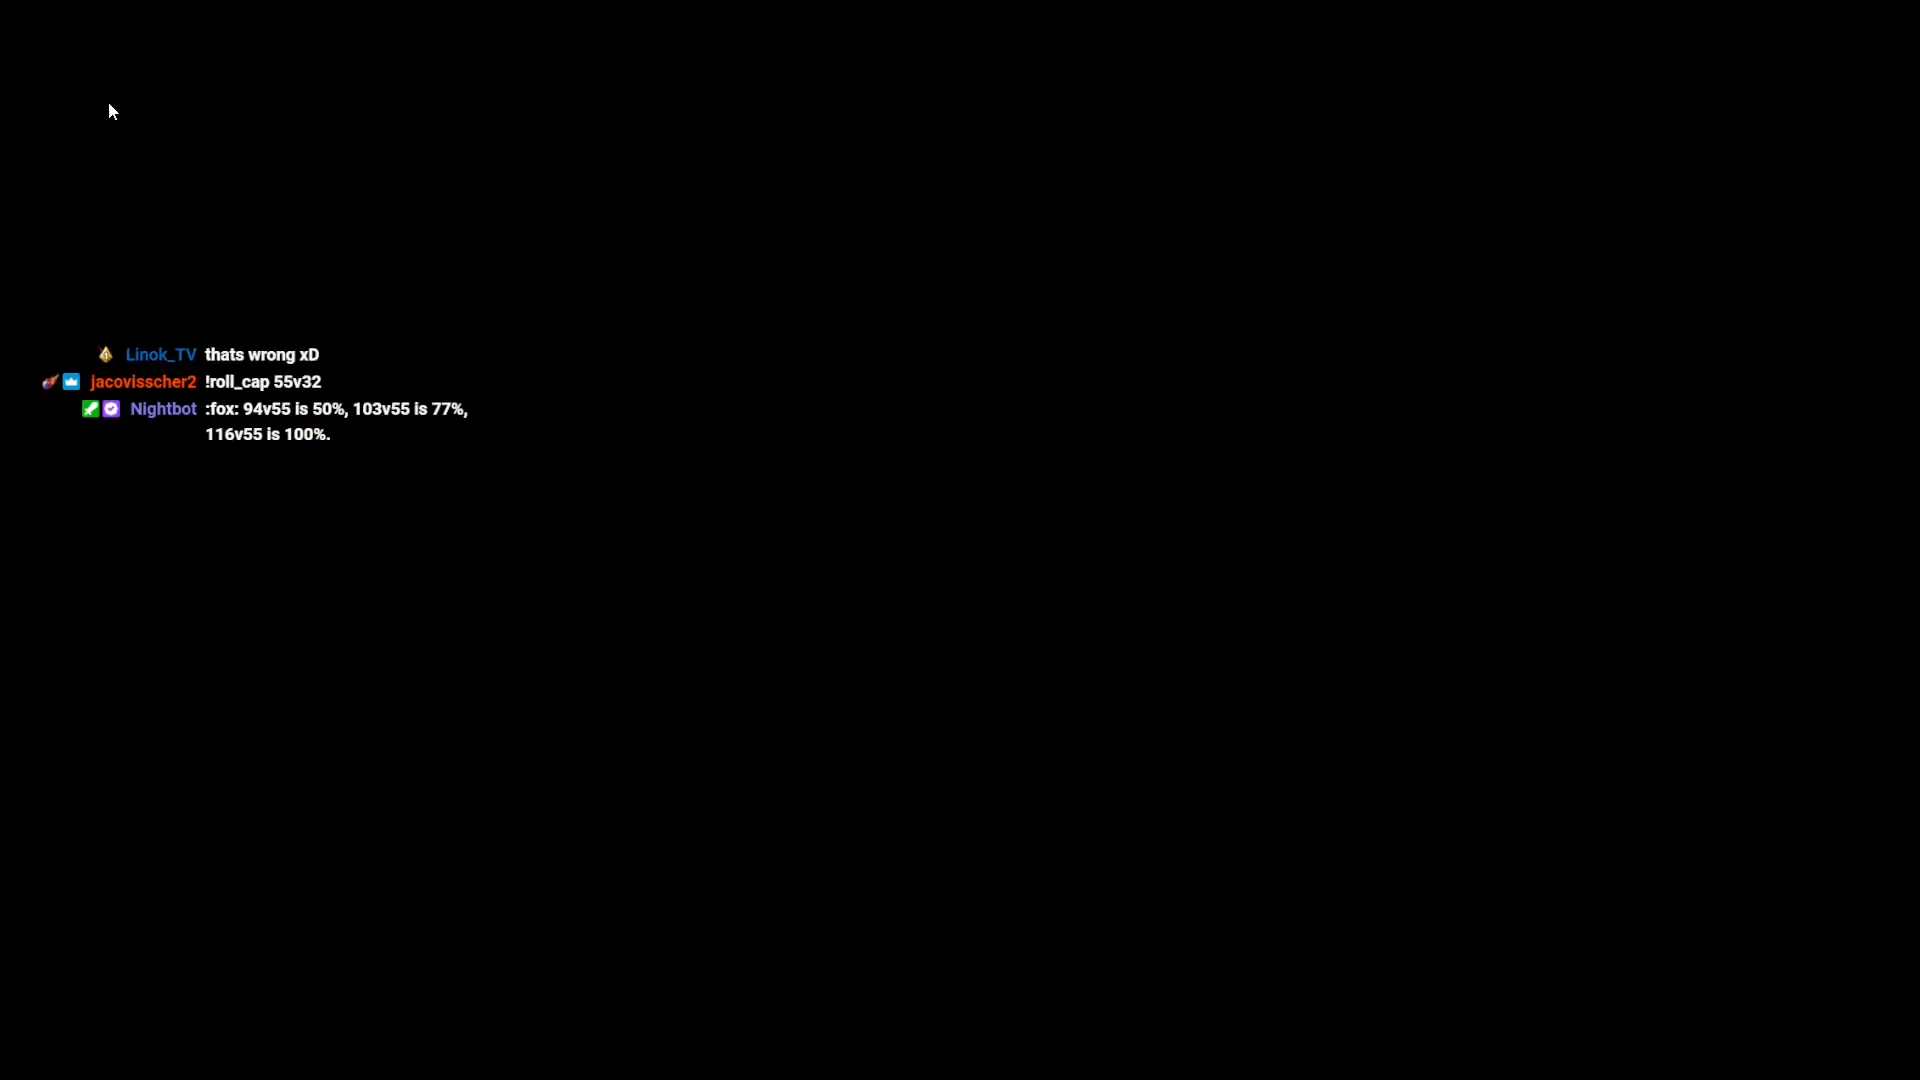 Linok_TV thats wrong xD
jacovisscher2 !roll_cap 55v32
Nightbot :fox: 94v55 is 50%, 103v55 is 77%,
116v55 is 100%.